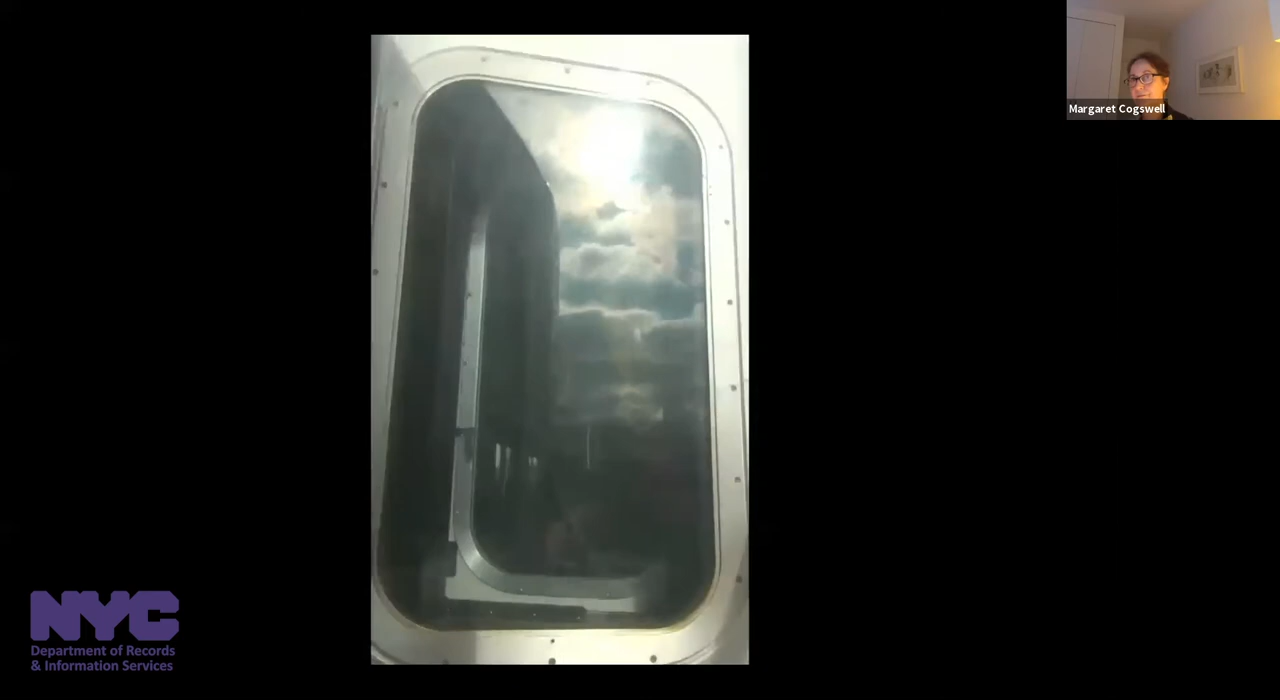 Margaret Cogswell
NYC
Department of Records
& Information Services